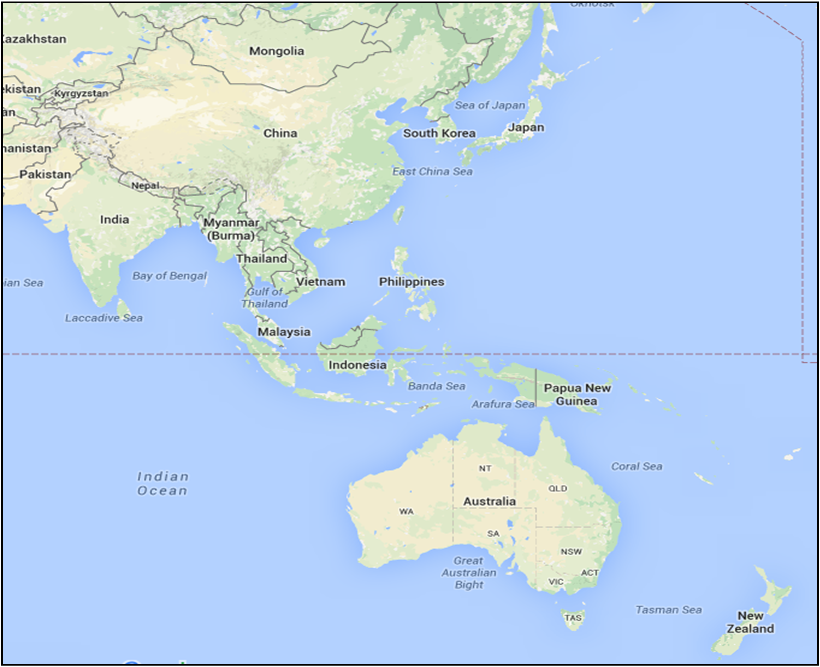 Okhotsk
Kazakhstan
Mongolia
ekistan
Kyrgyzstan
an
Sea of Japan
China
South Korea
Japan
hanistan
East China Sea
Pakistan
Nepal
India
Myanmar
(Burma)
Thailand
Bay of Bengal
ian Sea
Vietnam
Philippines
Gulf of
Thailand
Laccadive Sea
Malaysia
Indonesia
Banda Sea
Papua New
Guinea
Arafura Sea
Coral Sea
Indian
Ocean
NT
QLD
Australia
WA
SA
NSW
Great
Australian
Bight
ACT
VIC
TAS
Tasman Sea
New
Zealand